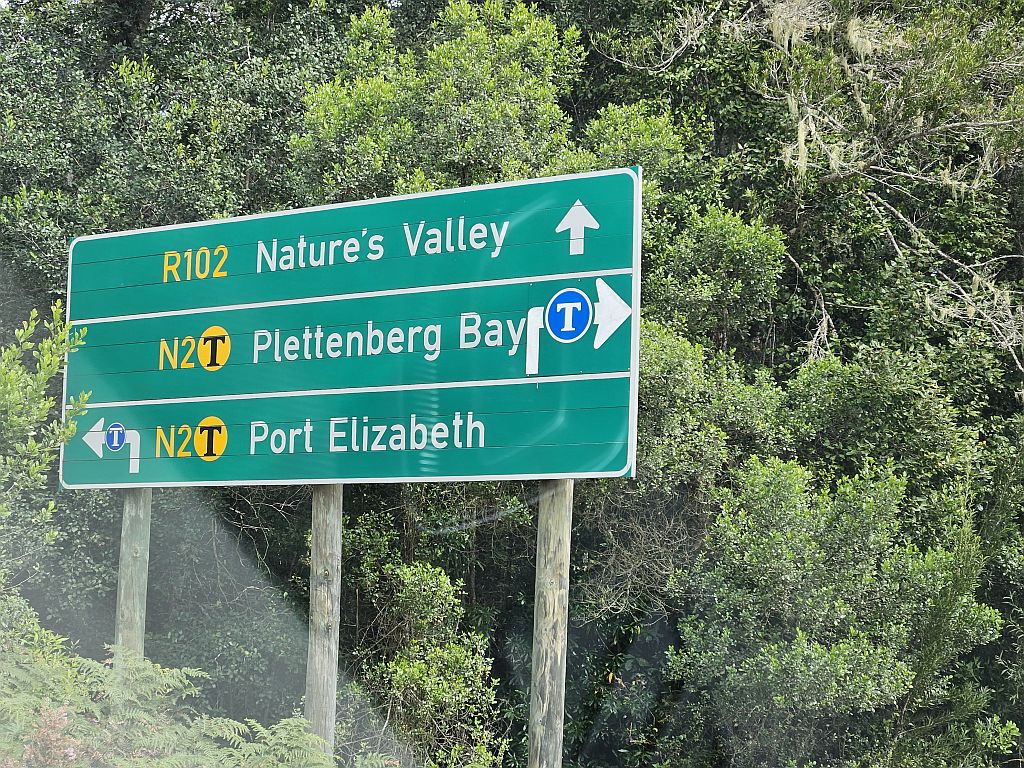 R102 Nature's Valley
N2 T Plettenberg Bay T
T N2 T Port Elizabeth